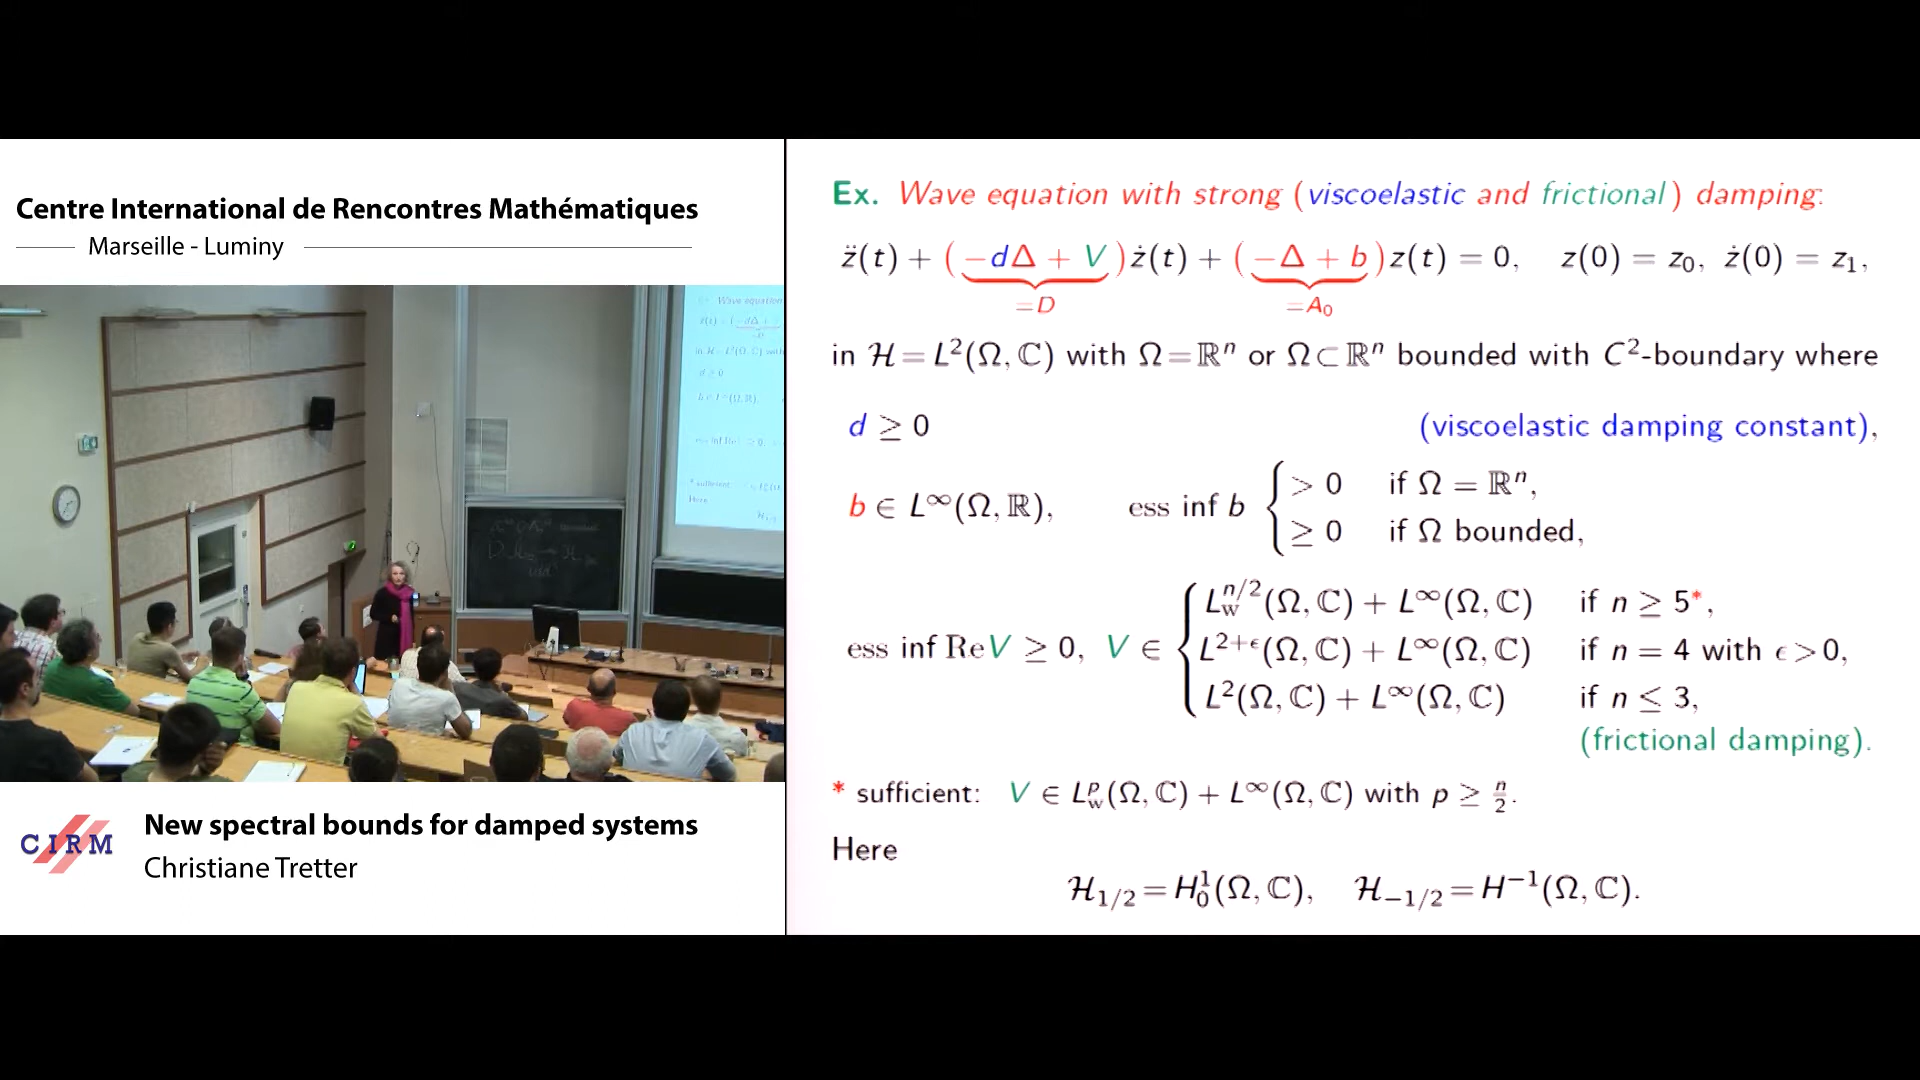 Centre International de Rencontres Mathématiques
Marseille - Luminy
CIRM
New spectral bounds for damped systems
Christiane Tretter
Ex. Wave equation with strong (viscoelastic and frictional) damping:
z̈(t) + (−dΔ + V)ż(t) + (−Δ + b)z(t) = 0, z(0) = z₀, ż(0) = z₁,
=D =A₀
in ℋ = L²(Ω, ℂ) with Ω = ℝⁿ or Ω ⊂ ℝⁿ bounded with C²-boundary where
d ≥ 0 (viscoelastic damping constant),
b ∈ L^∞(Ω, ℝ), ess inf b { > 0 if Ω = ℝⁿ,
≥ 0 if Ω bounded,
ess inf Re V ≥ 0, V ∈ { L_w^{n/2}(Ω, ℂ) + L^∞(Ω, ℂ) if n ≥ 5*,
L^{2+ϵ}(Ω, ℂ) + L^∞(Ω, ℂ) if n = 4 with ϵ > 0,
L²(Ω, ℂ) + L^∞(Ω, ℂ) if n ≤ 3,
(frictional damping).
* sufficient: V ∈ L_w^p(Ω, ℂ) + L^∞(Ω, ℂ) with p ≥ n/2.
Here
ℋ_{1/2} = H_0^1(Ω, ℂ), ℋ_{−1/2} = H^{−1}(Ω, ℂ).